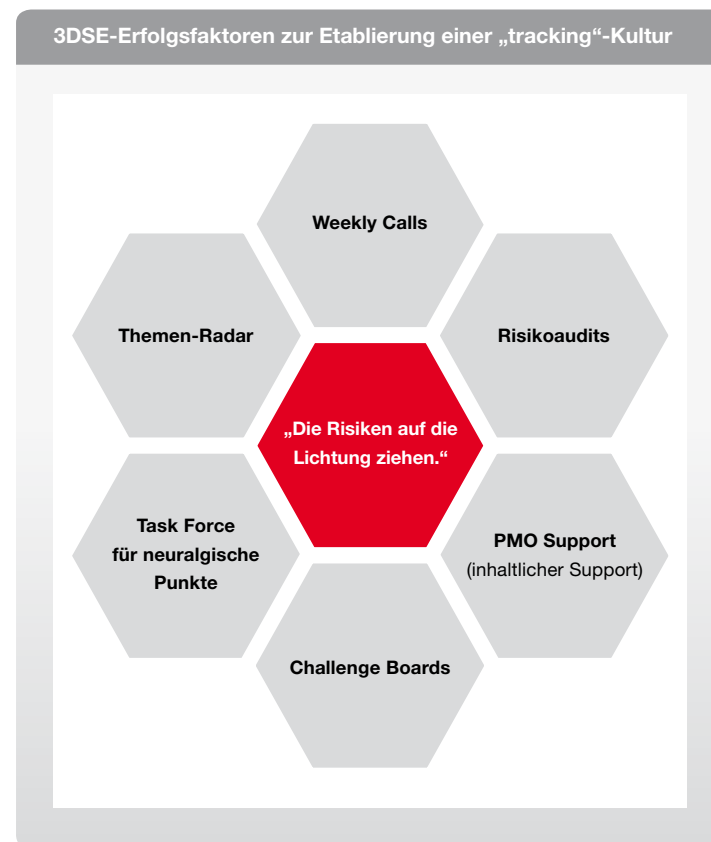 3DSE-Erfolgsfaktoren zur Etablierung einer „tracking“-Kultur
Weekly Calls
Themen-Radar
Risikoaudits
„Die Risiken auf die
Lichtung ziehen.“
Task Force
für neuralgische
Punkte
PMO Support
(inhaltlicher Support)
Challenge Boards